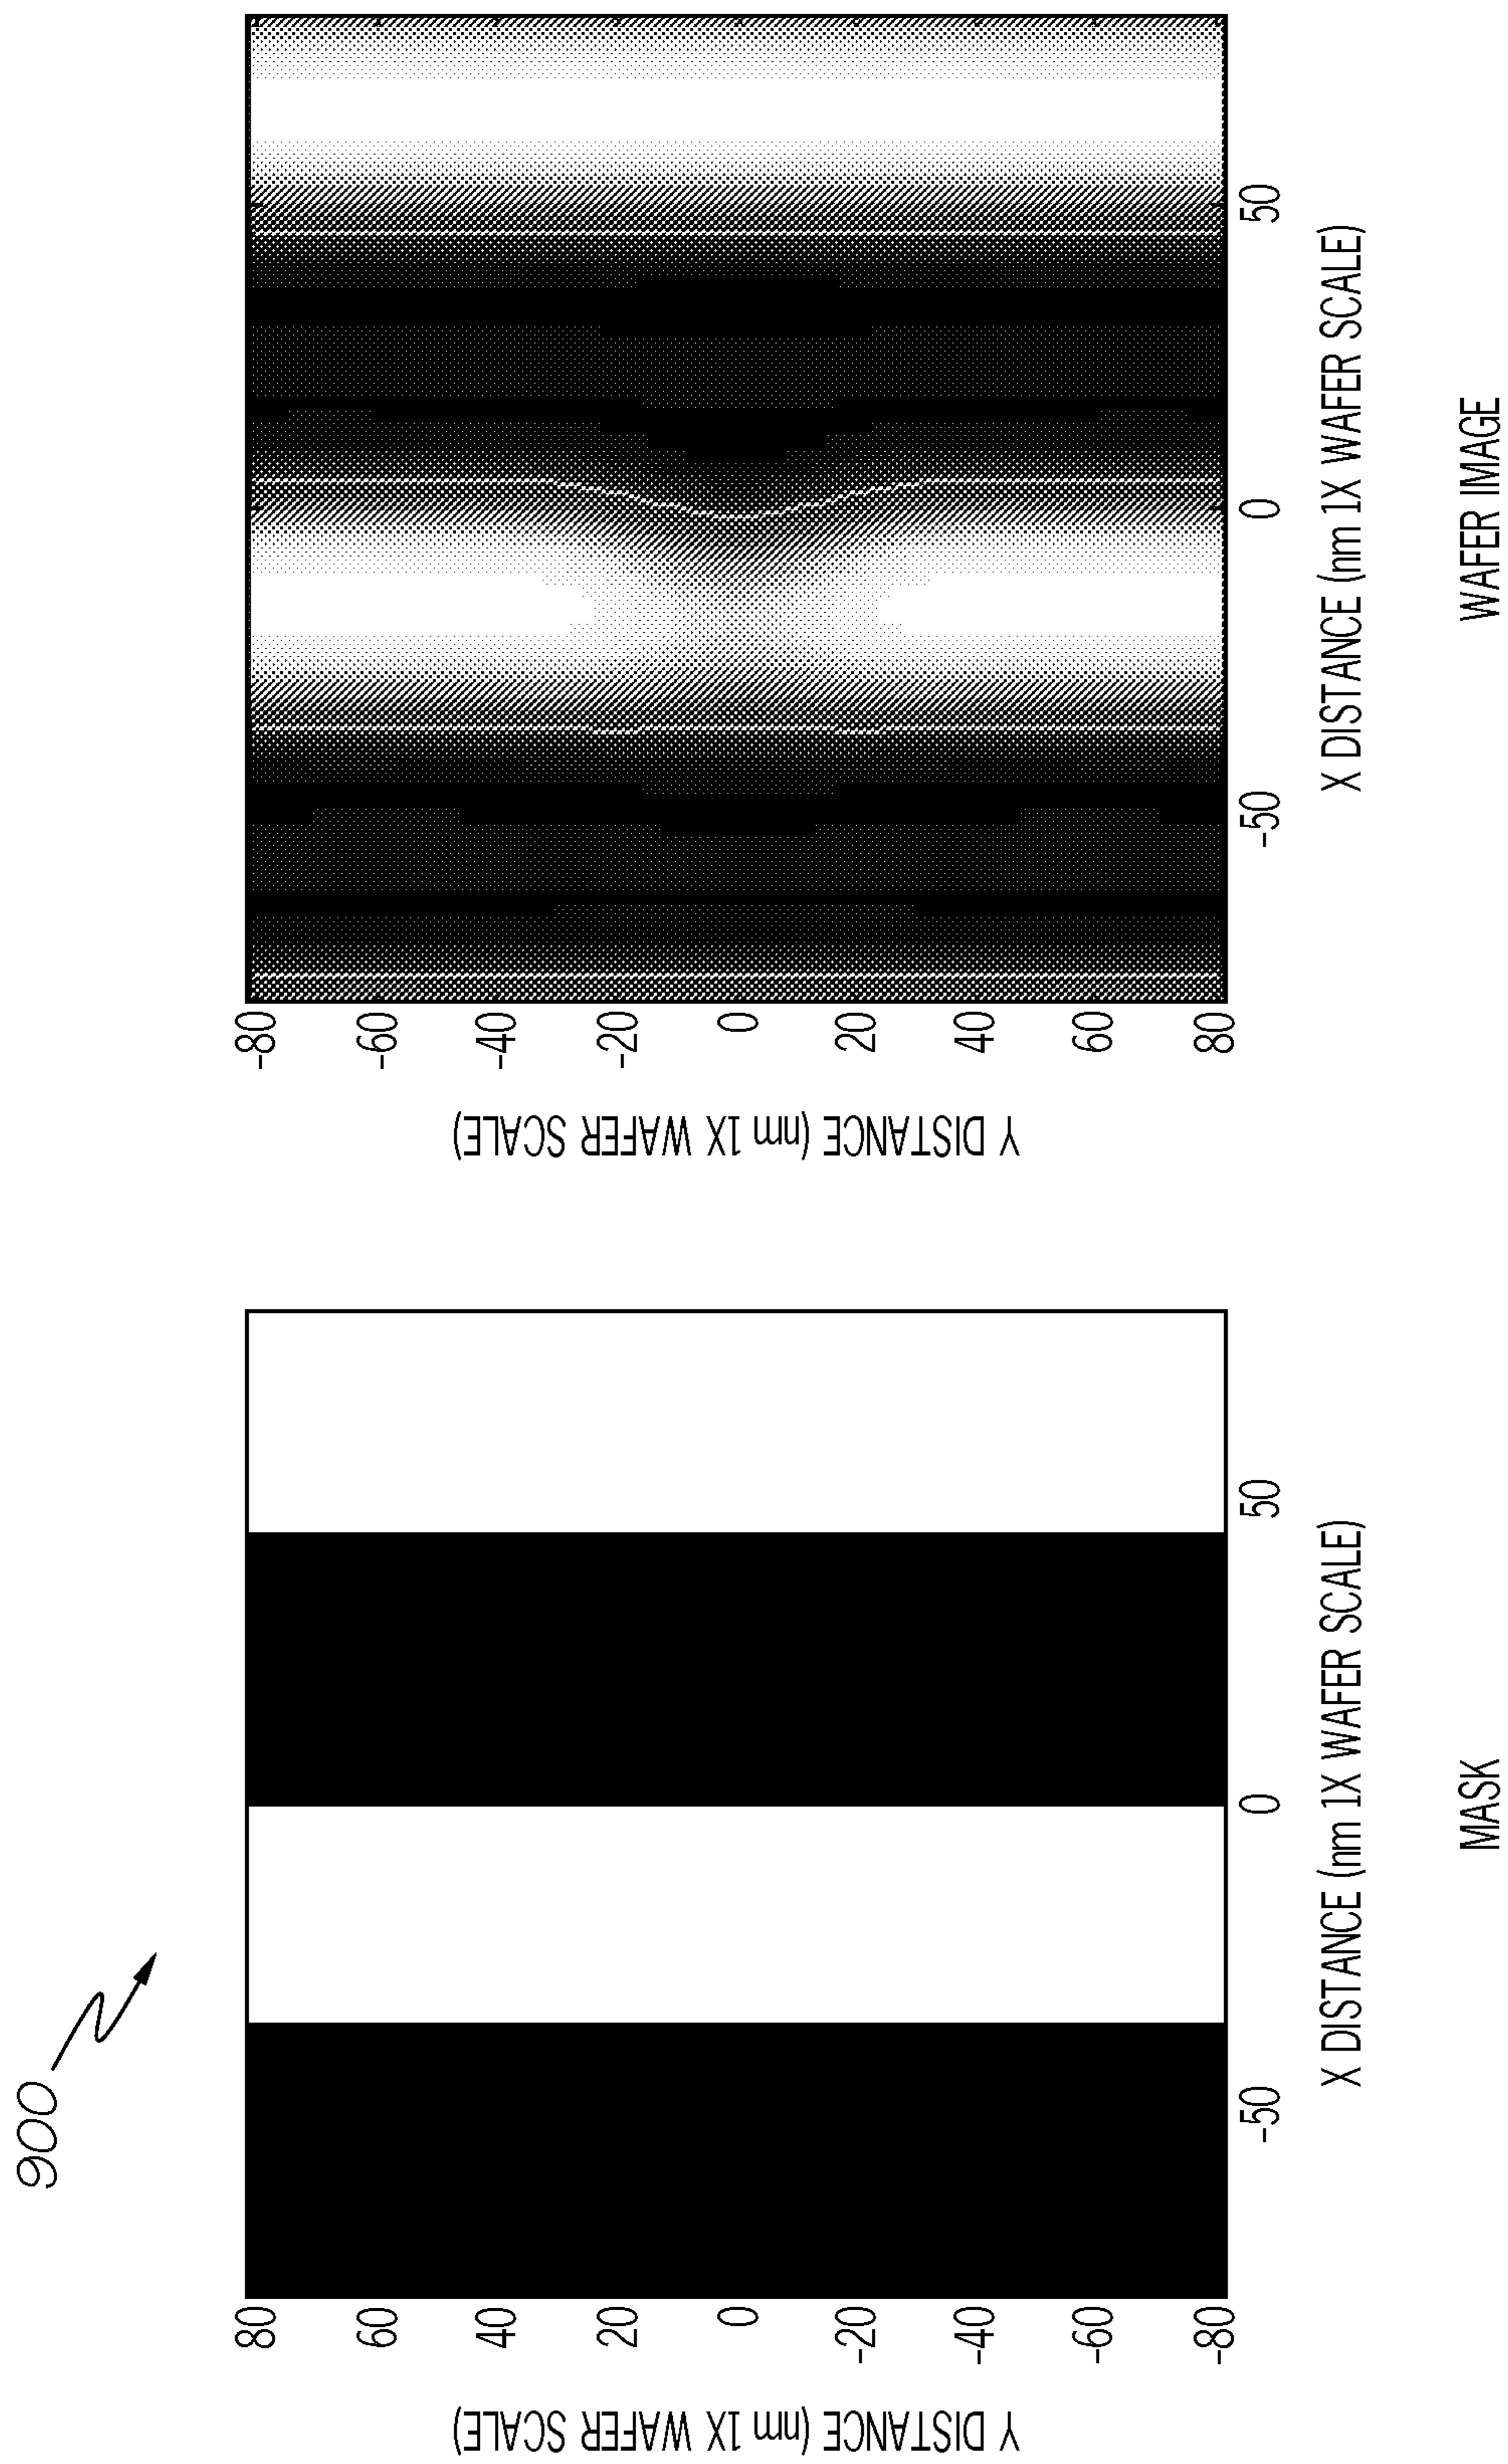 900
Y DISTANCE (nm 1X WAFER SCALE)
80
60
40
20
0
-20
-40
-60
-80
-50 0 50
X DISTANCE (nm 1X WAFER SCALE)
MASK
Y DISTANCE (nm 1X WAFER SCALE)
-80
-60
-40
-20
0
20
40
60
80
-50 0 50
X DISTANCE (nm 1X WAFER SCALE)
WAFER IMAGE